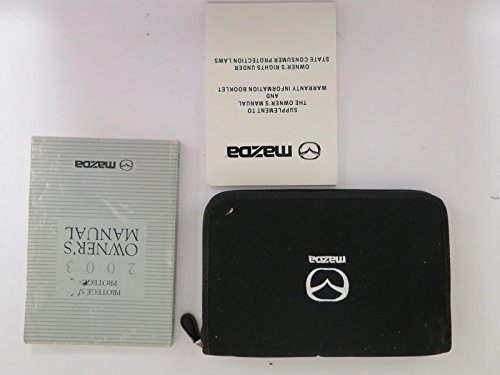 mazda
SUPPLEMENT TO
THE OWNER'S MANUAL
AND
WARRANTY INFORMATION BOOKLET
OWNER'S RIGHTS UNDER
STATE CONSUMER PROTECTION LAWS
PROTEGÉ
PROTEGE
2003
OWNER'S
MANUAL
mazda
mazda